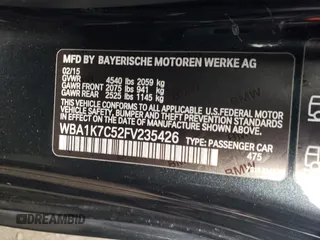 MFD BY BAYERISCHE MOTOREN WERKE AG
02/15
GVWR 4540 lbs 2059 kg
GAWR FRONT 2075 lbs 941 kg
GAWR REAR 2525 lbs 1145 kg
THIS VEHICLE CONFORMS TO ALL APPLICABLE
U.S. FEDERAL MOTOR VEHICLE SAFETY, BUMPER,
AND THEFT PREVENTION STANDARDS IN EFFECT ON
THE DATE OF MANUFACTURE SHOWN ABOVE.
WBA1K7C52FV235426 TYPE: PASSENGER CAR
475
BMW
DREAMBID